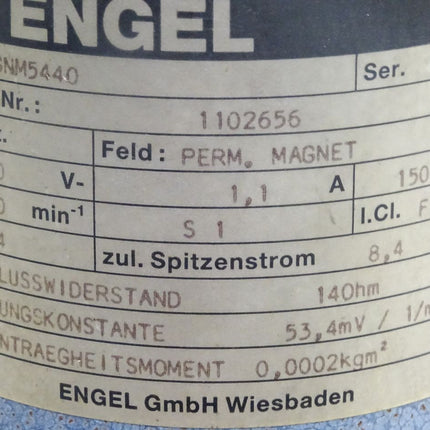 ENGEL
GNM5440 Ser.
Nr.: 1102656
Feld: PERM. MAGNET
V- 1,1 A 150
min-1 S 1 I.Cl. F
4 zul. Spitzenstrom 8,4
LUSSWIDERSTAND 14Ohm
UNGSKONSTANTE 53,4mV / 1/m
NTRAEGHEITSMOMENT 0,0002kgm²
ENGEL GmbH Wiesbaden